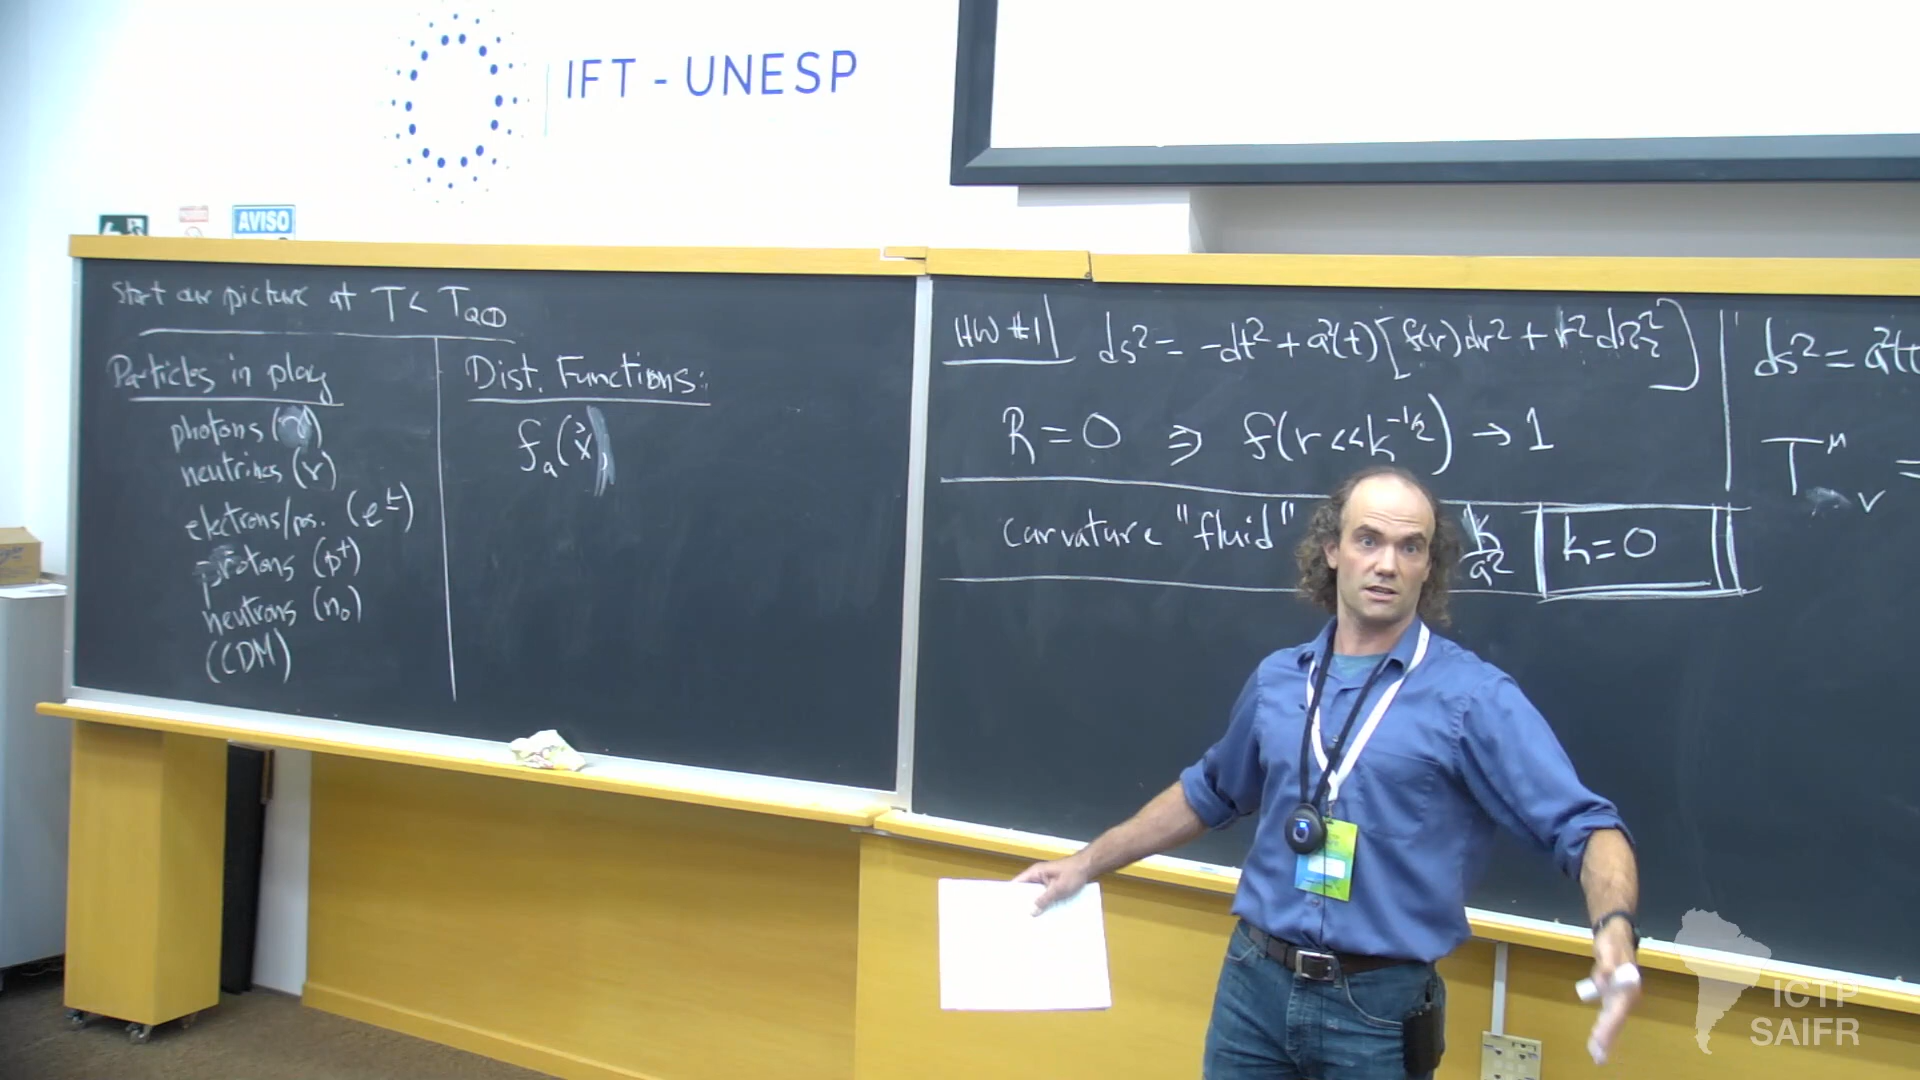 IFT - UNESP
AVISO
Start our picture at T < T_QCD
Particles in play
photons (γ)
neutrinos (ν)
electrons/pos. (e±)
protons (p⁺)
neutrons (n₀)
(CDM)
Dist. Functions:
fₐ(x⃗,
HW #1
ds² = -dt² + a²(t)[f(r)dr² + r²dΩ₂²]
R = 0 ⇒ f(r<<k^(-1/2)) → 1
Curvature "fluid"
k/a²
k=0
ds² = a²(t
T^μ_ν =
ICTP
SAIFR